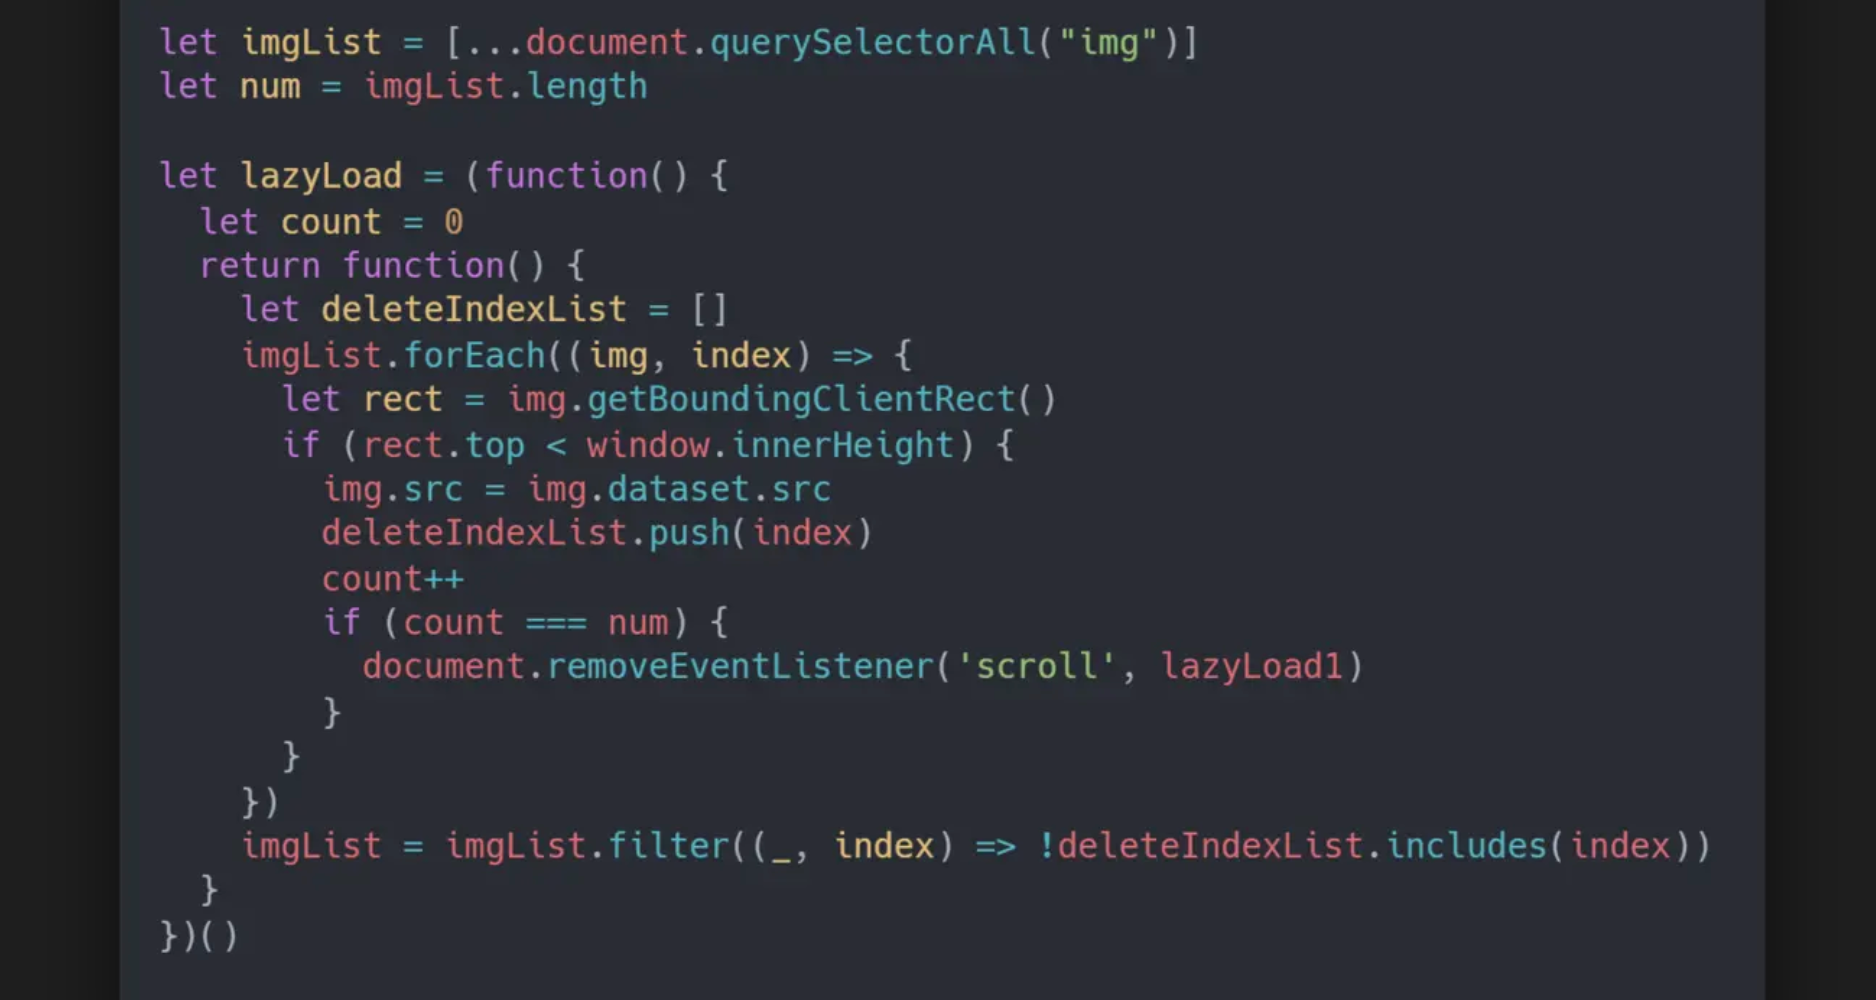 let imgList = [...document.querySelectorAll("img")]
let num = imgList.length

let lazyLoad = (function() {
  let count = 0
  return function() {
    let deleteIndexList = []
    imgList.forEach((img, index) => {
      let rect = img.getBoundingClientRect()
      if (rect.top < window.innerHeight) {
        img.src = img.dataset.src
        deleteIndexList.push(index)
        count++
        if (count === num) {
          document.removeEventListener('scroll', lazyLoad1)
        }
      }
    })
    imgList = imgList.filter((_, index) => !deleteIndexList.includes(index))
  }
})()